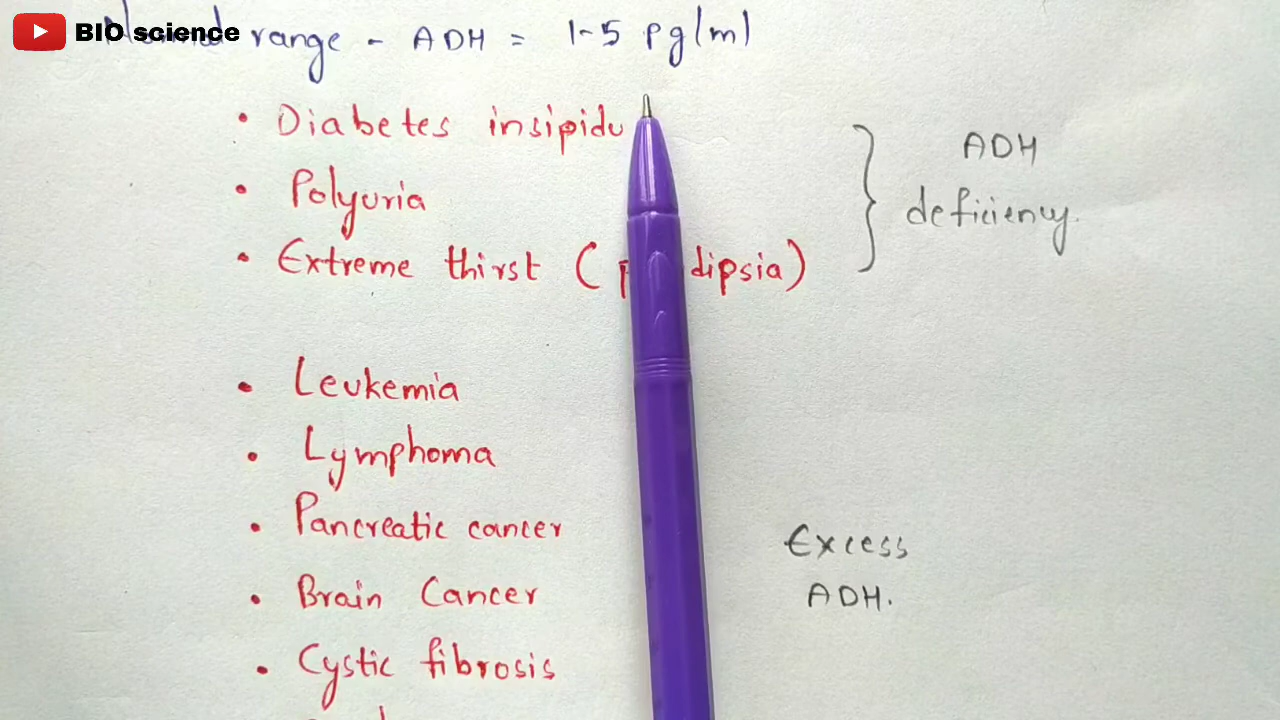 BIO science
range - ADH = 1-5 pg/ml
• Diabetes insipidu
• Polyuria
• Extreme thirst ( p dipsia)
ADH
deficiency.
• Leukemia
• Lymphoma
• Pancreatic cancer
• Brain Cancer
• Cystic fibrosis
Excess
ADH.